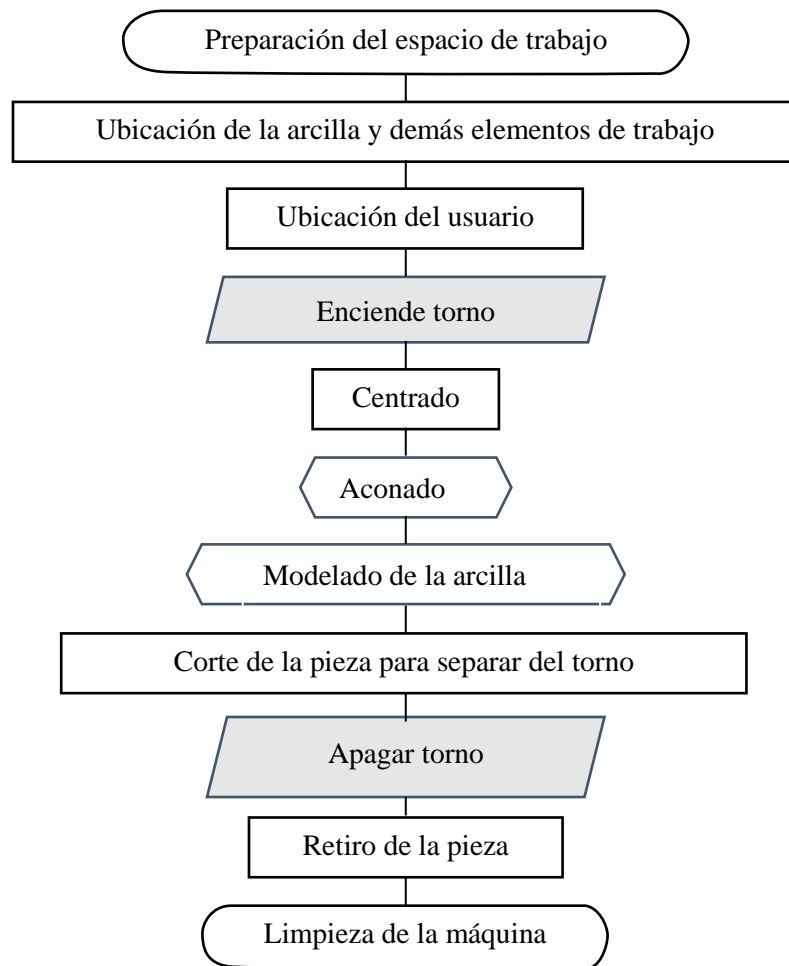 Preparación del espacio de trabajo
Ubicación de la arcilla y demás elementos de trabajo
Ubicación del usuario
Enciende torno
Centrado
Aconado
Modelado de la arcilla
Corte de la pieza para separar del torno
Apagar torno
Retiro de la pieza
Limpieza de la máquina